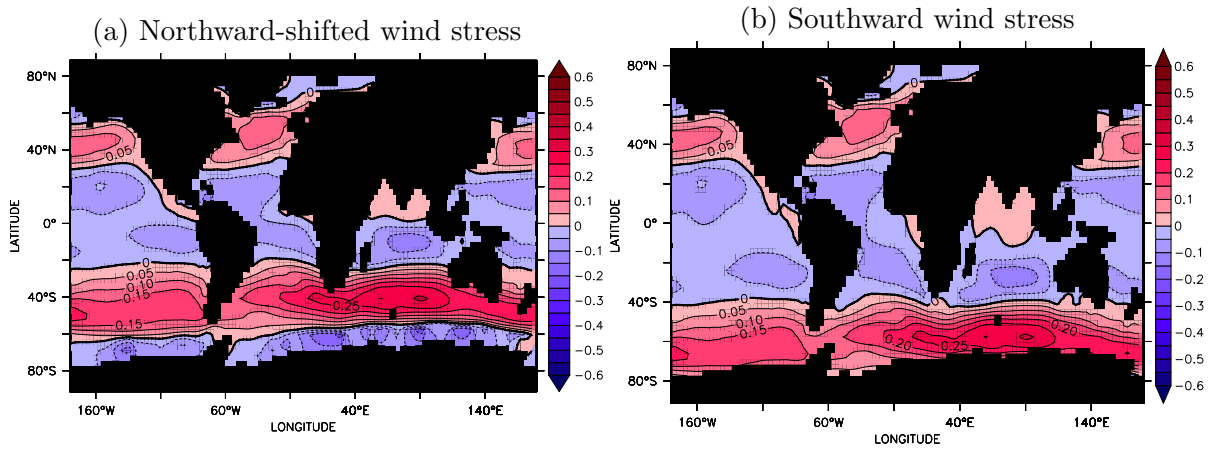 (a) Northward-shifted wind stress
80°N
40°N
0°
40°S
80°S
LATITUDE
160°W
60°W
40°E
140°E
LONGITUDE
0
0.05
0
0.05
0.10
0.15
0.25
0.15
0.6
0.5
0.4
0.3
0.2
0.1
0
−0.1
−0.2
−0.3
−0.4
−0.5
−0.6
(b) Southward wind stress
80°N
40°N
0°
40°S
80°S
LATITUDE
160°W
60°W
40°E
140°E
LONGITUDE
0
0.05
0
0
0.05
0.10
0.15
0.20
0.25
0.20
0.6
0.5
0.4
0.3
0.2
0.1
0
−0.1
−0.2
−0.3
−0.4
−0.5
−0.6